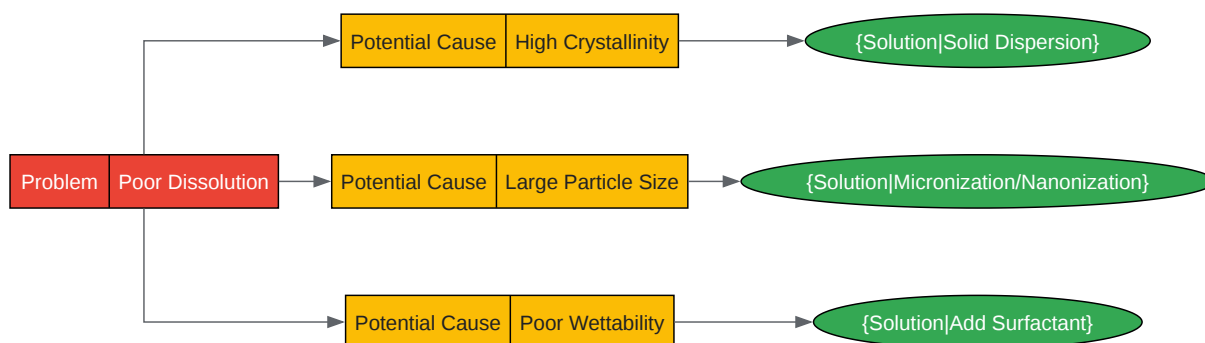 Potential Cause High Crystallinity {Solution|Solid Dispersion}
Problem Poor Dissolution Potential Cause Large Particle Size {Solution|Micronization/Nanonization}
Potential Cause Poor Wettability {Solution|Add Surfactant}